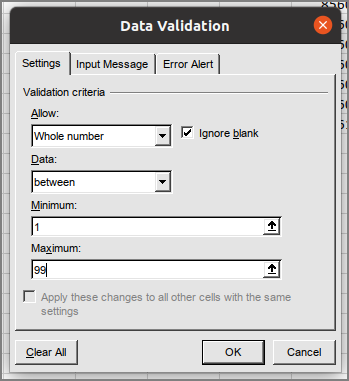 Data Validation
Settings Input Message Error Alert
Validation criteria
Allow:
Whole number Ignore blank
Data:
between
Minimum:
1
Maximum:
99
Apply these changes to all other cells with the same
settings
Clear All OK Cancel